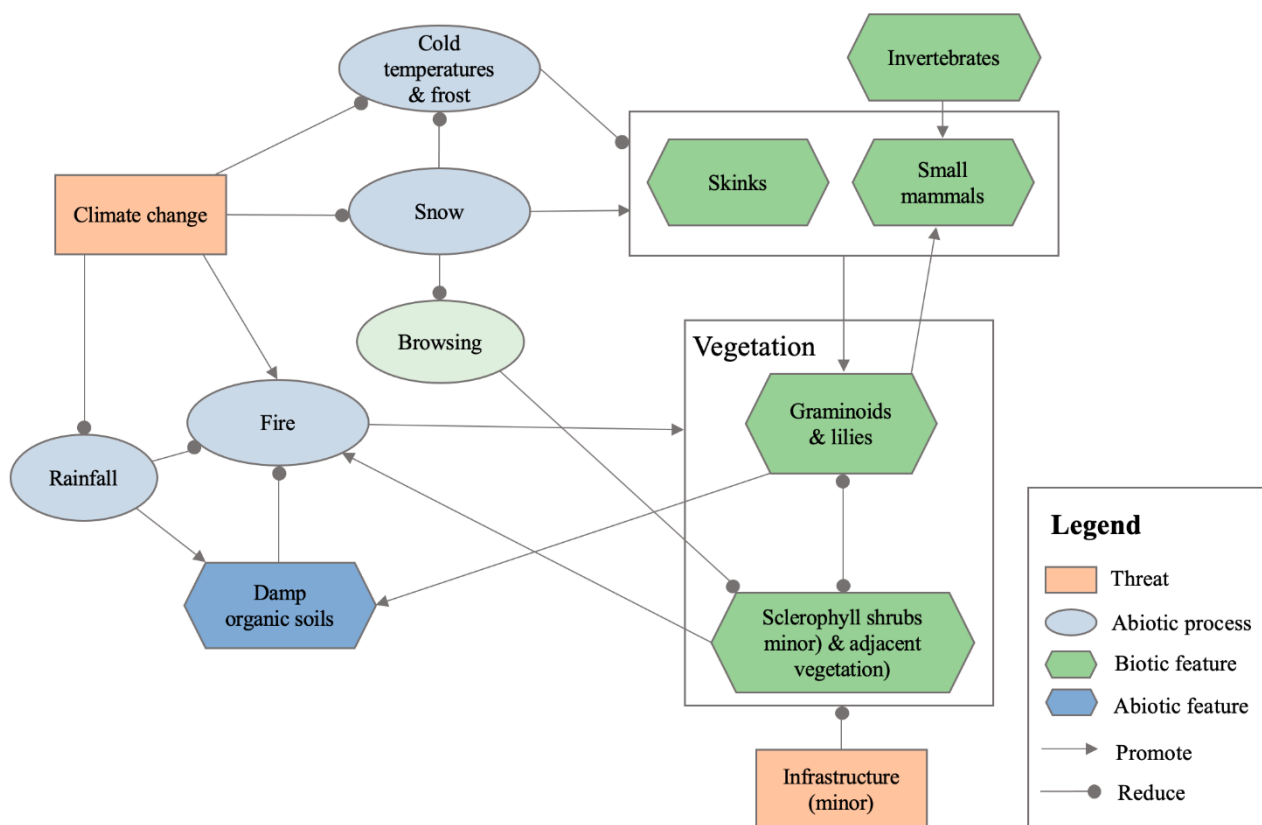 Cold
temperatures
& frost
Invertebrates
Skinks
Small
mammals
Climate change
Snow
Browsing
Vegetation
Graminoids
& lilies
Fire
Rainfall
Damp
organic soils
Sclerophyll shrubs
minor) & adjacent
vegetation)
Infrastructure
(minor)
Legend
Threat
Abiotic process
Biotic feature
Abiotic feature
Promote
Reduce